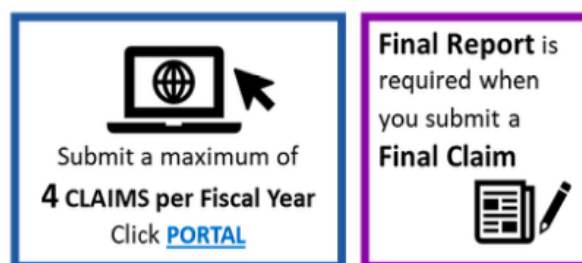 Submit a maximum of
4 CLAIMS per Fiscal Year
Click PORTAL
Final Report is
required when
you submit a
Final Claim